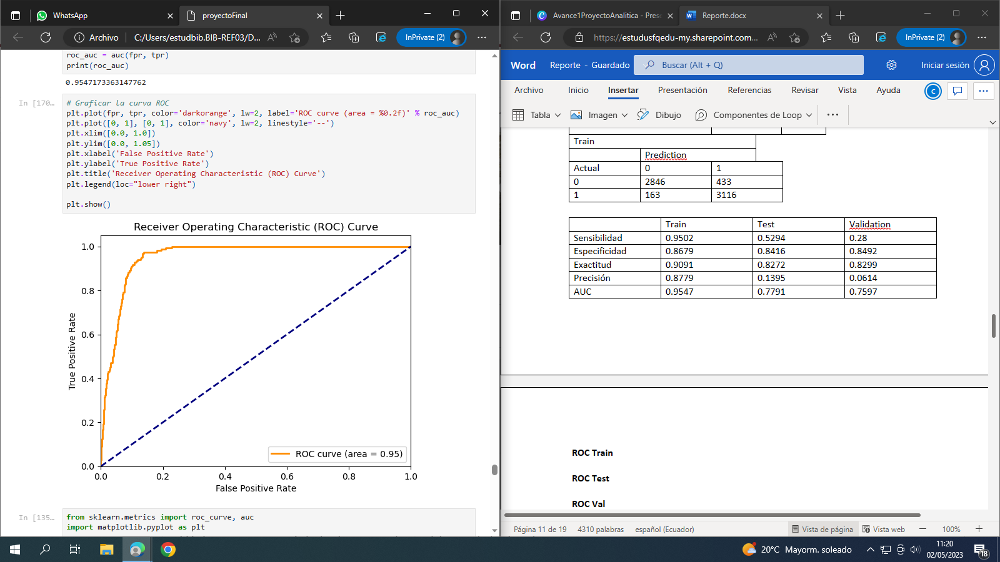 WhatsApp
proyectoFinal
Archivo
C:/Users/estudbib.BIB-REF03/D...
InPrivate (2)
roc_auc = auc(fpr, tpr)
print(roc_auc)
0.9547173363147762
In [170...
# Graficar la curva ROC
plt.plot(fpr, tpr, color='darkorange', lw=2, label='ROC curve (area = %0.2f)' % roc_auc)
plt.plot([0, 1], [0, 1], color='navy', lw=2, linestyle='--')
plt.xlim([0.0, 1.0])
plt.ylim([0.0, 1.05])
plt.xlabel('False Positive Rate')
plt.ylabel('True Positive Rate')
plt.title('Receiver Operating Characteristic (ROC) Curve')
plt.legend(loc="lower right")
plt.show()
Receiver Operating Characteristic (ROC) Curve
1.0
0.8
0.6
0.4
0.2
0.0
True Positive Rate
ROC curve (area = 0.95)
0.0 0.2 0.4 0.6 0.8 1.0
False Positive Rate
In [135...
from sklearn.metrics import roc_curve, auc
import matplotlib.pyplot as plt
Avance1ProyectoAnalitica - Prese
Reporte.docx
https://estudusfqedu-my.sharepoint.com...
InPrivate (2)
Word
Reporte - Guardado
Buscar (Alt + Q)
Iniciar sesión
Archivo Inicio Insertar Presentación Referencias Revisar Vista Ayuda
C
Tabla Imagen Dibujo Componentes de Loop
Train
Prediction
Actual 0 1
0 2846 433
1 163 3116
Train Test Validation
Sensibilidad 0.9502 0.5294 0.28
Especificidad 0.8679 0.8416 0.8492
Exactitud 0.9091 0.8272 0.8299
Precisión 0.8779 0.1395 0.0614
AUC 0.9547 0.7791 0.7597
ROC Train
ROC Test
ROC Val
Página 11 de 19 4310 palabras español (Ecuador) Vista de página Vista web 100%
20°C Mayorm. soleado
11:20
02/05/2023
18